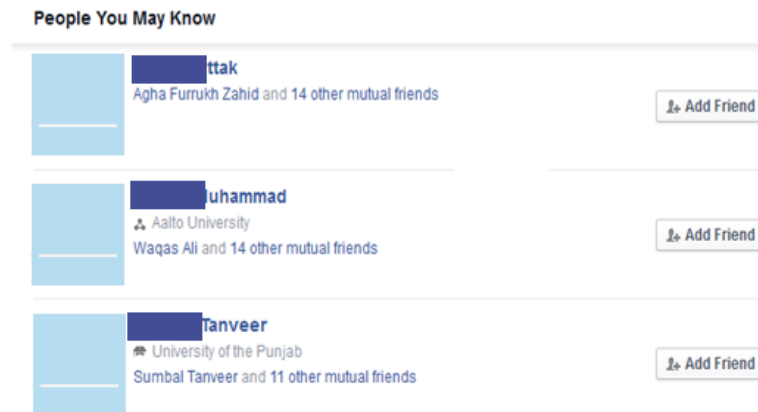 People You May Know
ttak
Agha Furrukh Zahid and 14 other mutual friends
Add Friend
Muhammad
Aalto University
Waqas Ali and 14 other mutual friends
Add Friend
Tanveer
University of the Punjab
Sumbal Tanveer and 11 other mutual friends
Add Friend